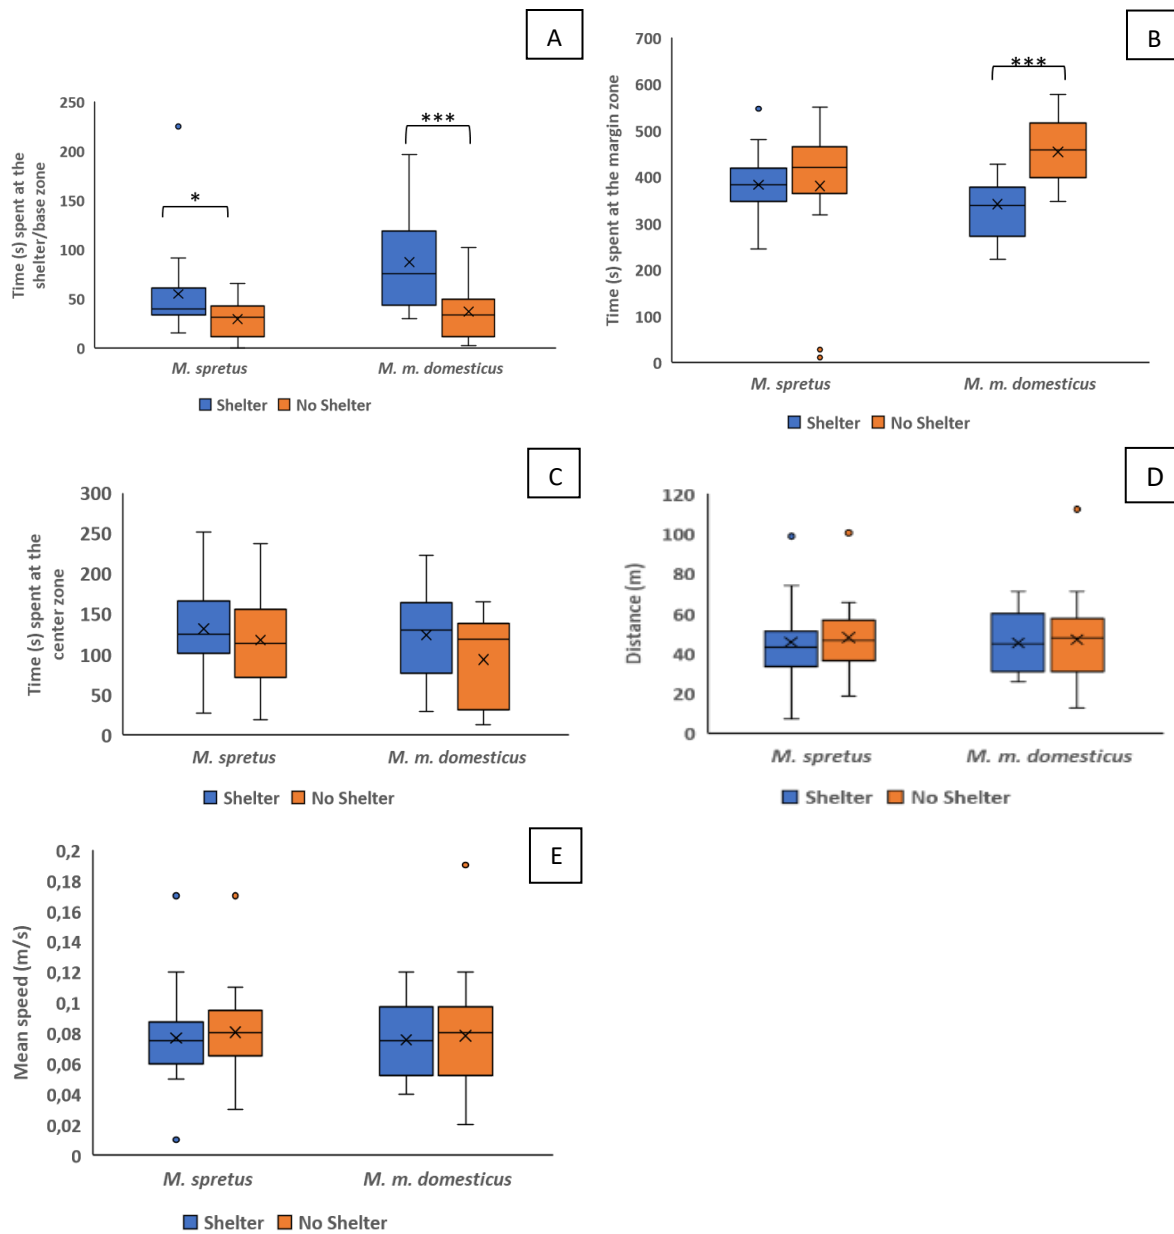 A
250
200
150
100
50
0
Time (s) spent at the
shelter/base zone
*
***
M. spretus
M. m. domesticus
Shelter No Shelter
B
700
600
500
400
300
200
100
0
Time (s) spent at the margin zone
***
M. spretus
M. m. domesticus
Shelter No Shelter
C
300
250
200
150
100
50
0
Time (s) spent at the
center zone
M. spretus
M. m. domesticus
Shelter No Shelter
D
120
100
80
60
40
20
0
Distance (m)
M. spretus
M. m. domesticus
Shelter No Shelter
E
0,2
0,18
0,16
0,14
0,12
0,1
0,08
0,06
0,04
0,02
0
Mean speed (m/s)
M. spretus
M. m. domesticus
Shelter No Shelter